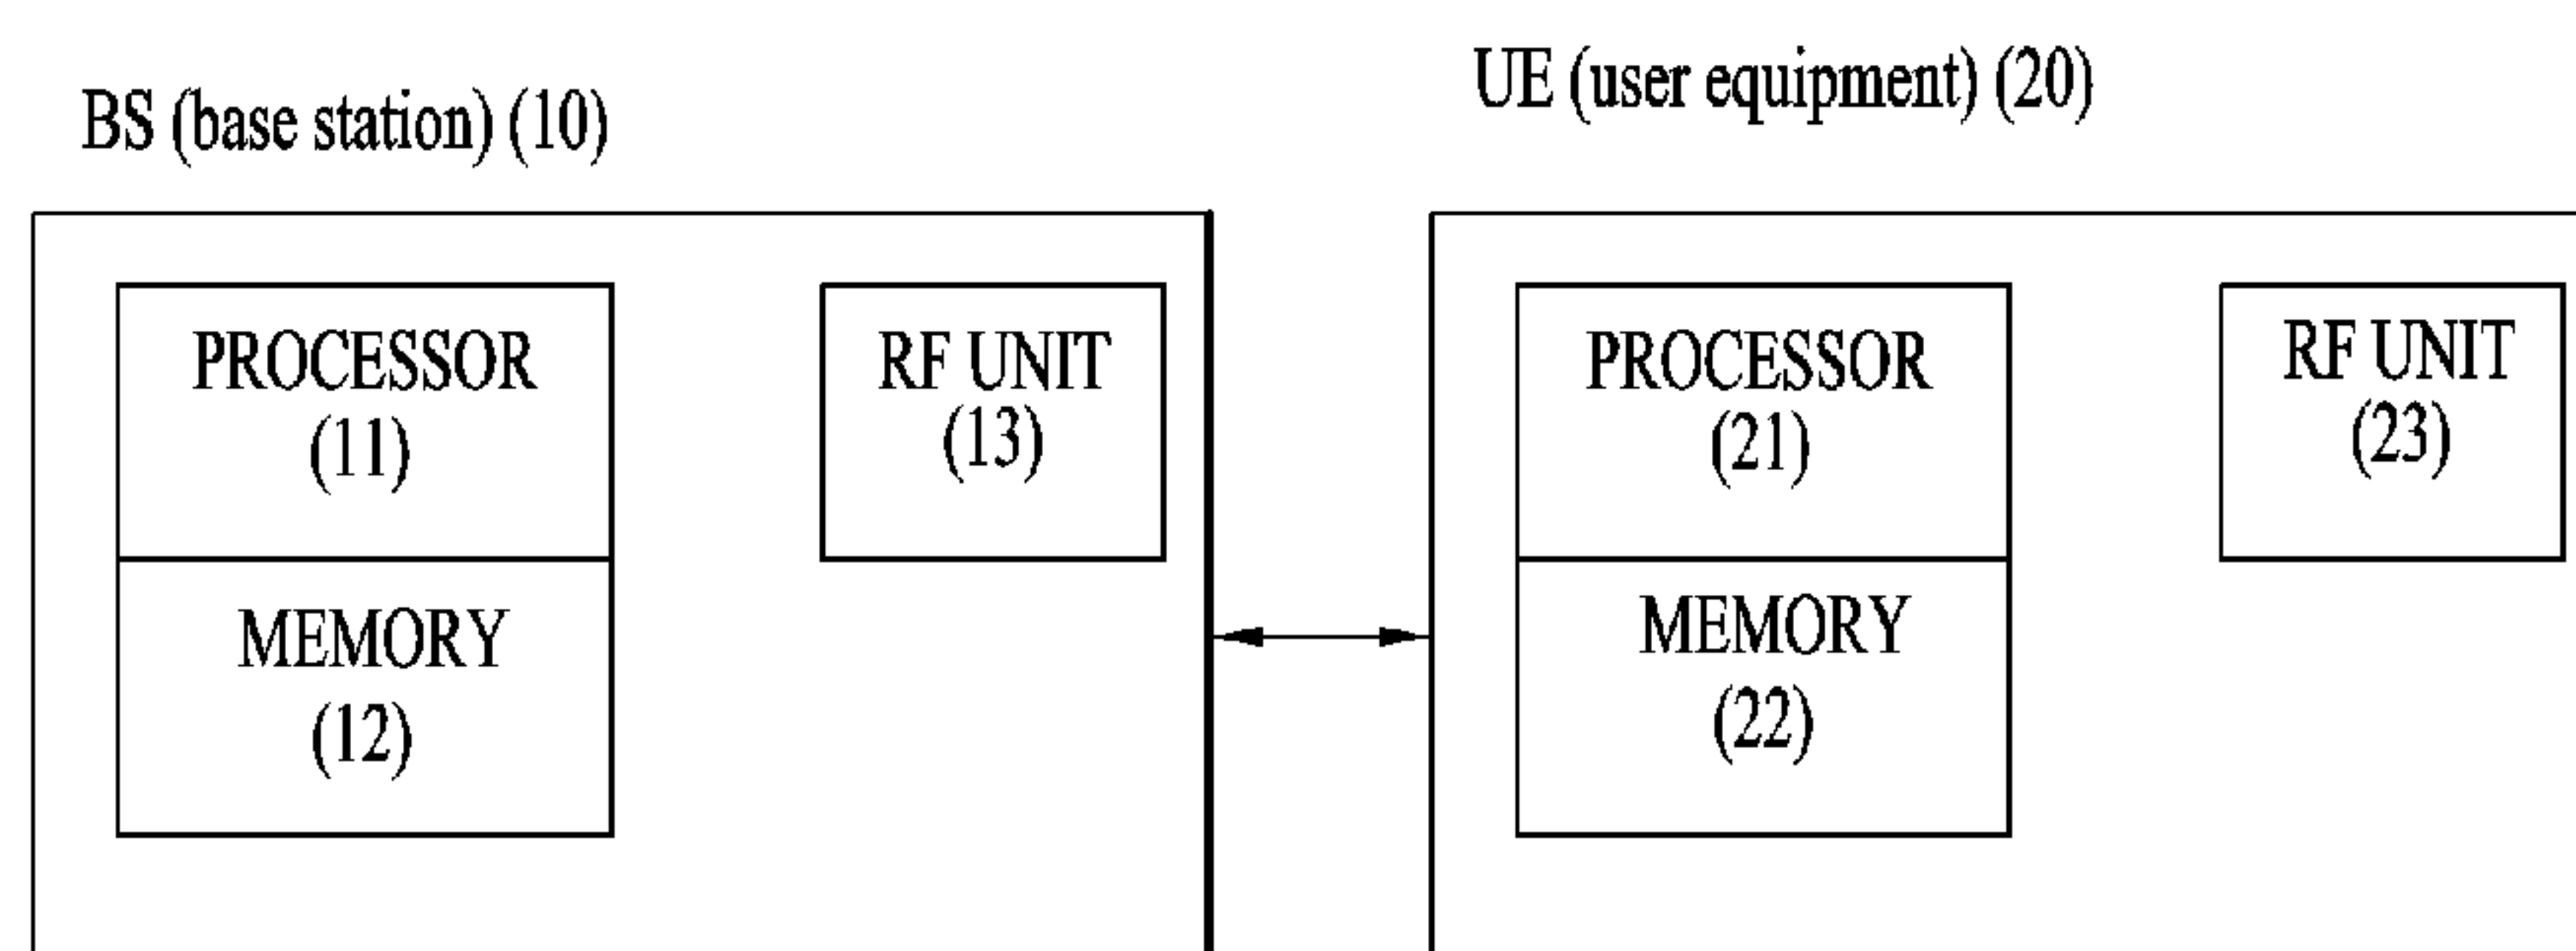 BS (base station) (10)
UE (user equipment) (20)
PROCESSOR
(11)
RF UNIT
(13)
MEMORY
(12)
PROCESSOR
(21)
RF UNIT
(23)
MEMORY
(22)